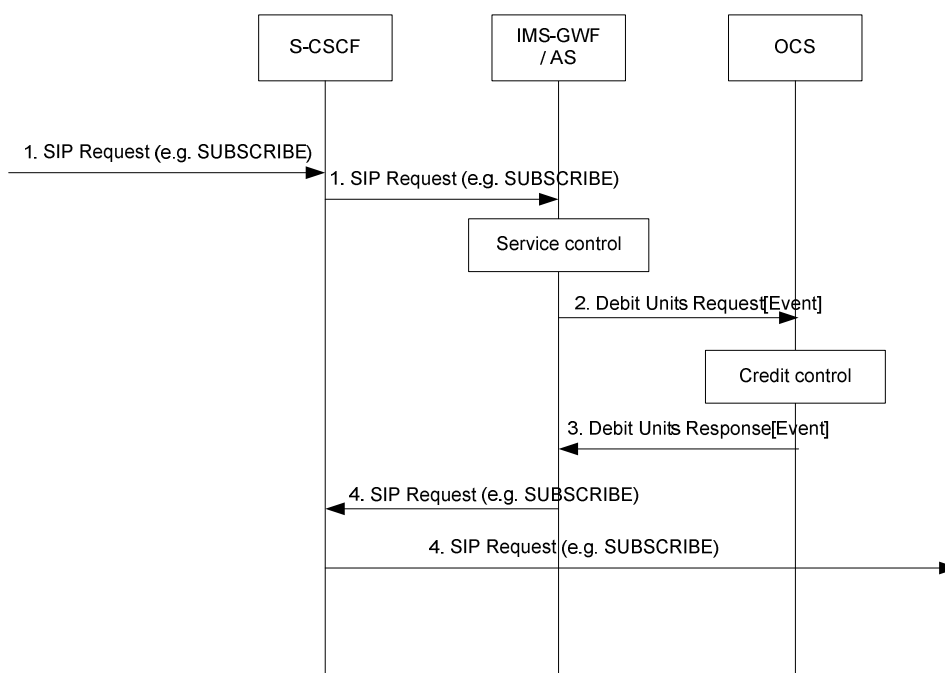 S-CSCF
IMS-GWF
/ AS
OCS
1. SIP Request (e.g. SUBSCRIBE)
1. SIP Request (e.g. SUBSCRIBE)
Service control
2. Debit Units Request[Event]
Credit control
3. Debit Units Response[Event]
4. SIP Request (e.g. SUBSCRIBE)
4. SIP Request (e.g. SUBSCRIBE)